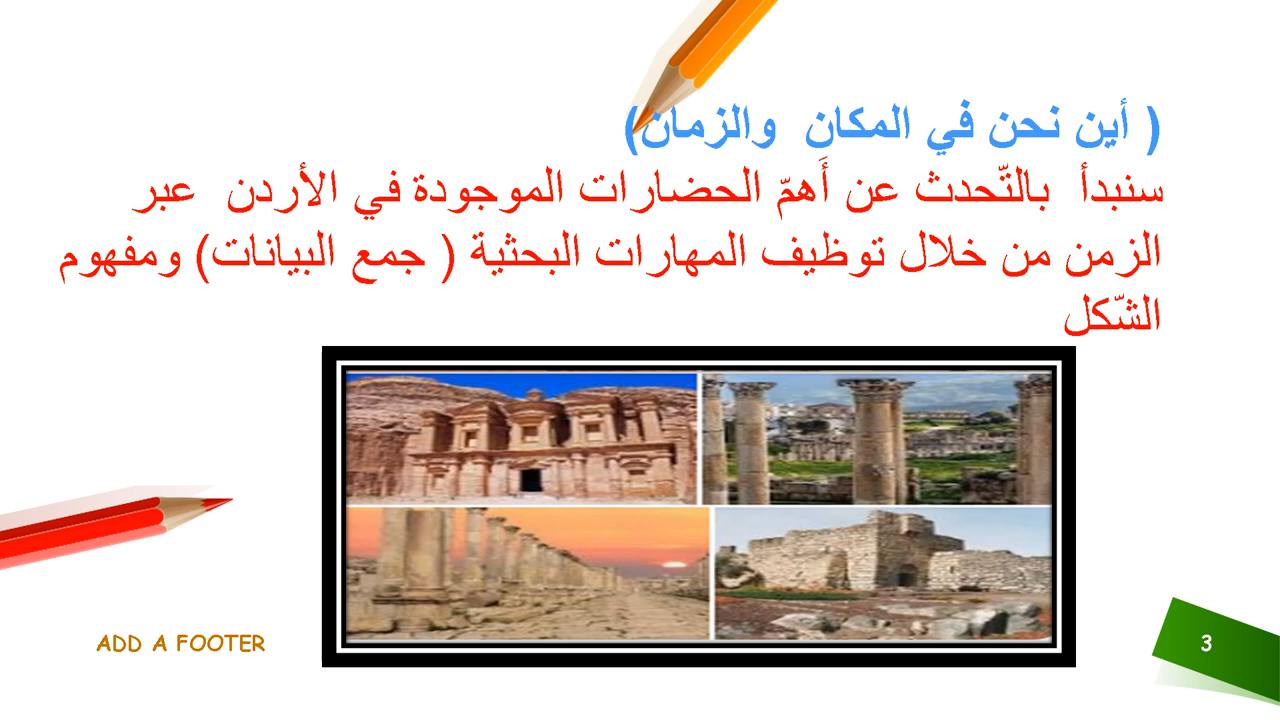 ( أين نحن في المكان والزمان)
سنبدأ بالتّحدث عن أَهمّ الحضارات الموجودة في الأردن عبر
الزمن من خلال توظيف المهارات البحثية ( جمع البيانات) ومفهوم
الشّكل
ADD A FOOTER
3